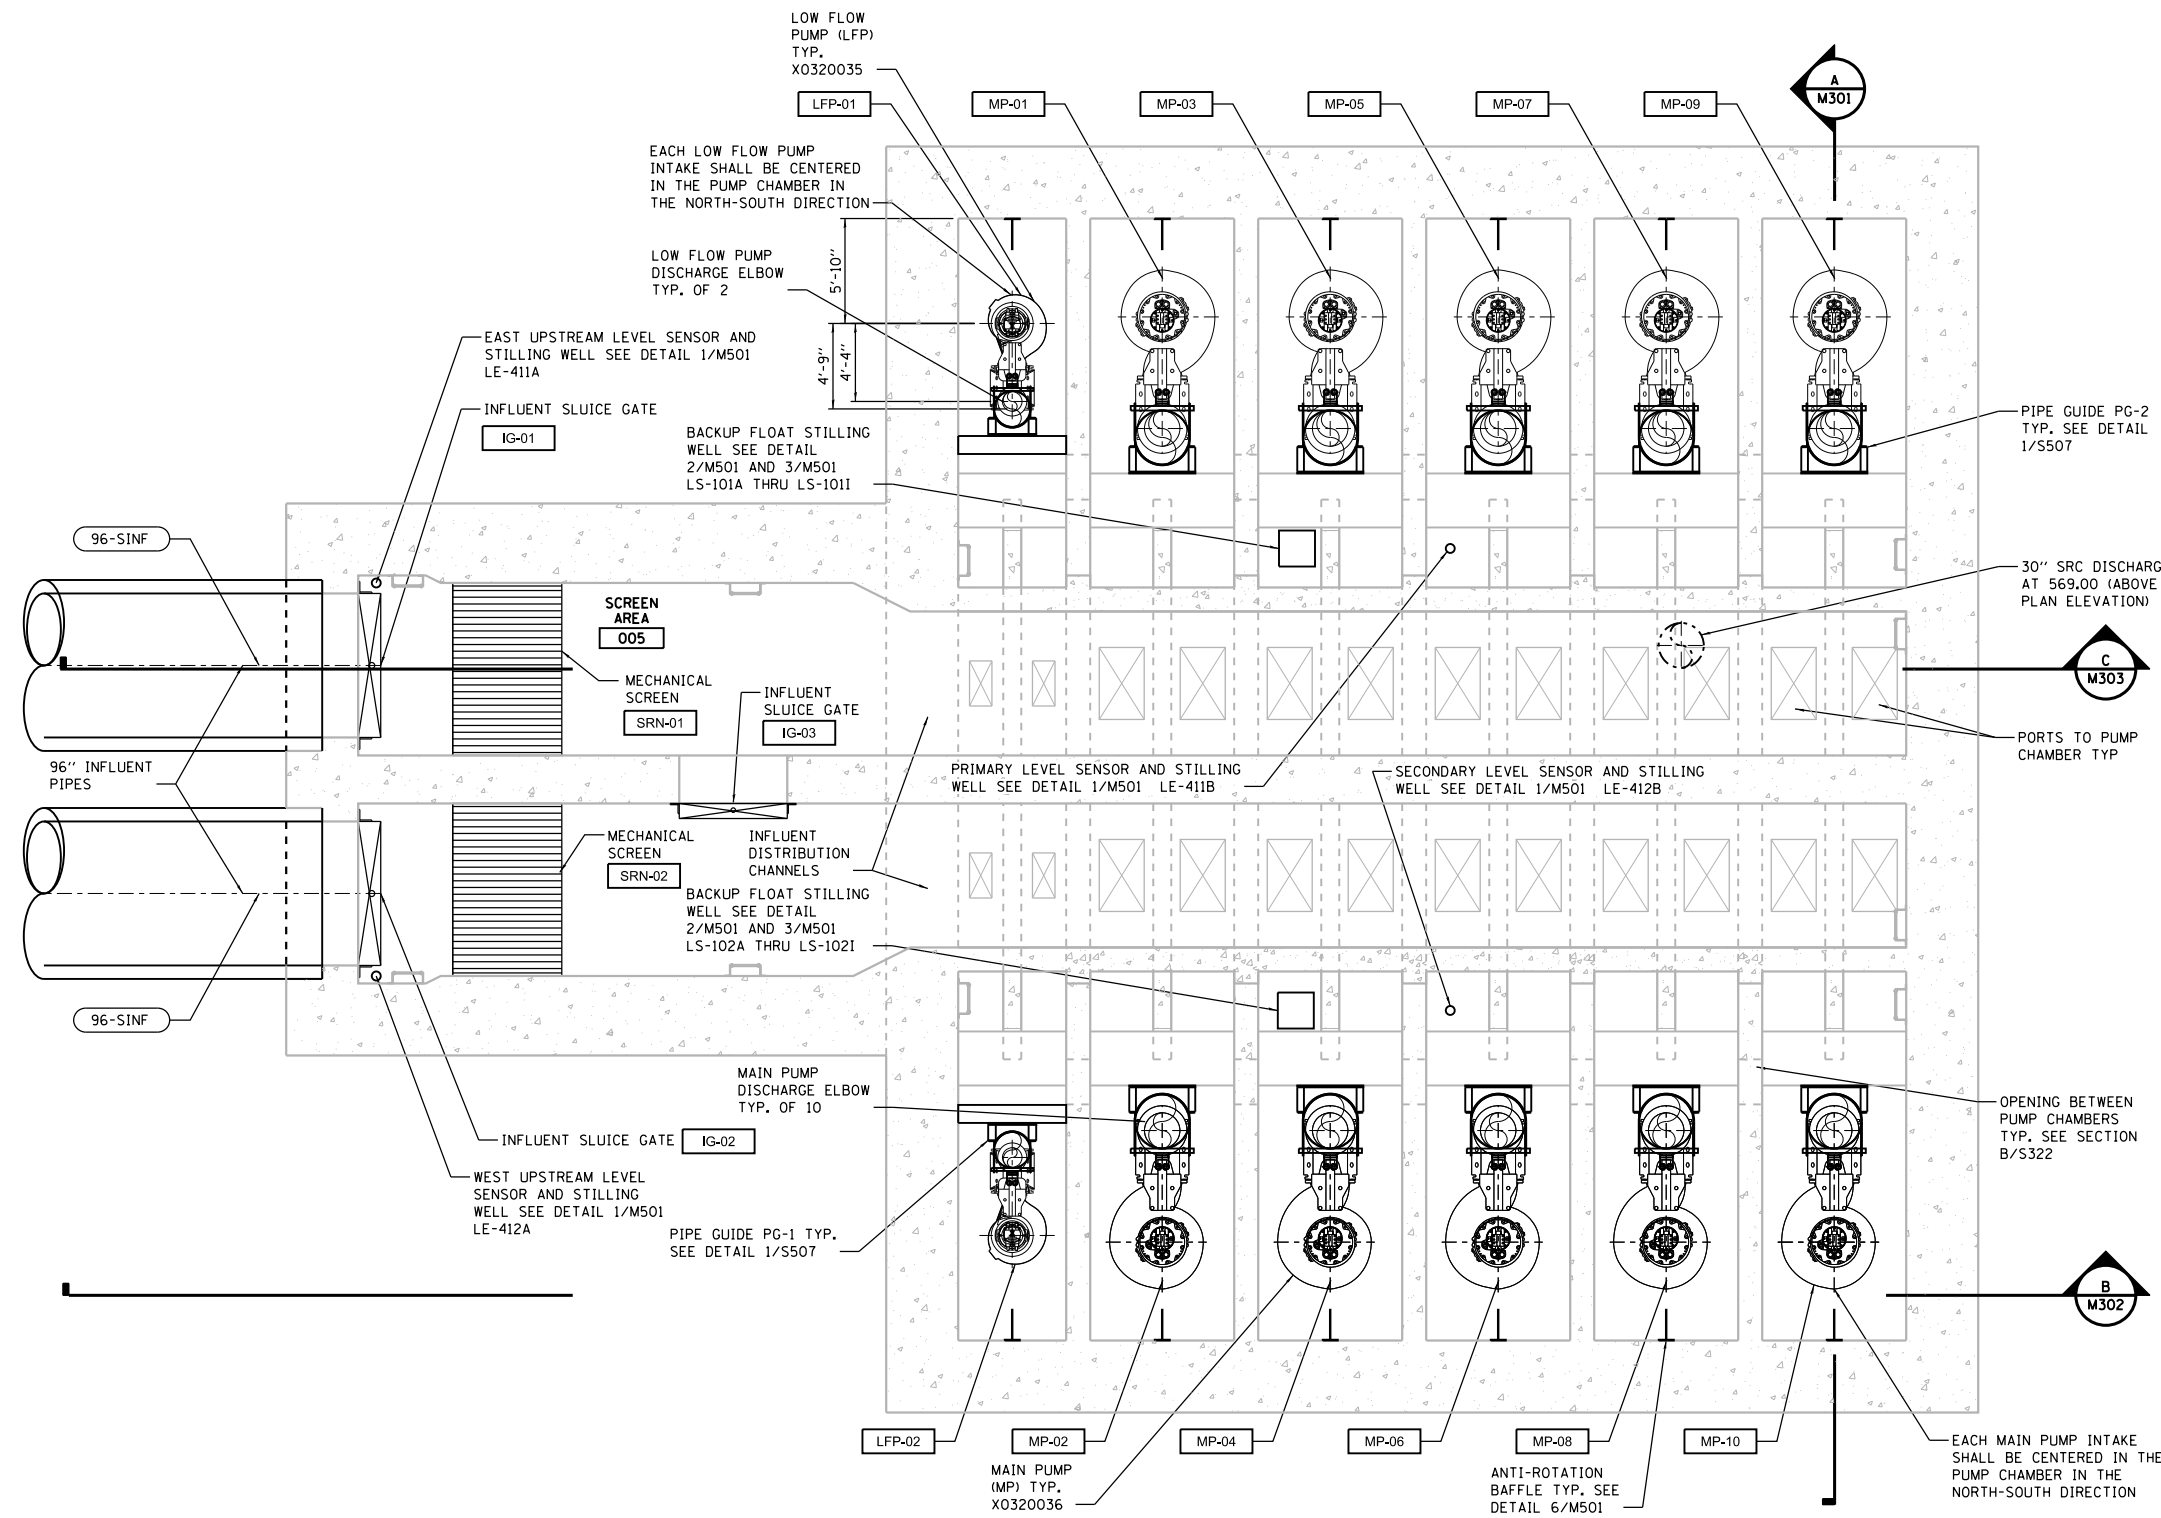 LOW FLOW
PUMP (LFP)
TYP.
X0320035
LFP-01
MP-01
MP-03
MP-05
MP-07
MP-09
A
M301
EACH LOW FLOW PUMP
INTAKE SHALL BE CENTERED
IN THE PUMP CHAMBER IN
THE NORTH-SOUTH DIRECTION
LOW FLOW PUMP
DISCHARGE ELBOW
TYP. OF 2
5'-10''
4'-9''
4'-4''
EAST UPSTREAM LEVEL SENSOR AND
STILLING WELL SEE DETAIL 1/M501
LE-411A
INFLUENT SLUICE GATE
IG-01
BACKUP FLOAT STILLING
WELL SEE DETAIL
2/M501 AND 3/M501
LS-101A THRU LS-101I
PIPE GUIDE PG-2
TYP. SEE DETAIL
1/S507
96-SINF
30'' SRC DISCHARG
AT 569.00 (ABOVE
PLAN ELEVATION)
SCREEN
AREA
005
MECHANICAL
SCREEN
SRN-01
INFLUENT
SLUICE GATE
IG-03
C
M303
PORTS TO PUMP
CHAMBER TYP
96'' INFLUENT
PIPES
PRIMARY LEVEL SENSOR AND STILLING
WELL SEE DETAIL 1/M501 LE-411B
SECONDARY LEVEL SENSOR AND STILLING
WELL SEE DETAIL 1/M501 LE-412B
MECHANICAL
SCREEN
SRN-02
INFLUENT
DISTRIBUTION
CHANNELS
BACKUP FLOAT STILLING
WELL SEE DETAIL
2/M501 AND 3/M501
LS-102A THRU LS-102I
96-SINF
MAIN PUMP
DISCHARGE ELBOW
TYP. OF 10
INFLUENT SLUICE GATE
IG-02
OPENING BETWEEN
PUMP CHAMBERS
TYP. SEE SECTION
B/S322
WEST UPSTREAM LEVEL
SENSOR AND STILLING
WELL SEE DETAIL 1/M501
LE-412A
PIPE GUIDE PG-1 TYP.
SEE DETAIL 1/S507
B
M302
LFP-02
MP-02
MP-04
MP-06
MP-08
MP-10
MAIN PUMP
(MP) TYP.
X0320036
ANTI-ROTATION
BAFFLE TYP. SEE
DETAIL 6/M501
EACH MAIN PUMP INTAKE
SHALL BE CENTERED IN THE
PUMP CHAMBER IN THE
NORTH-SOUTH DIRECTION